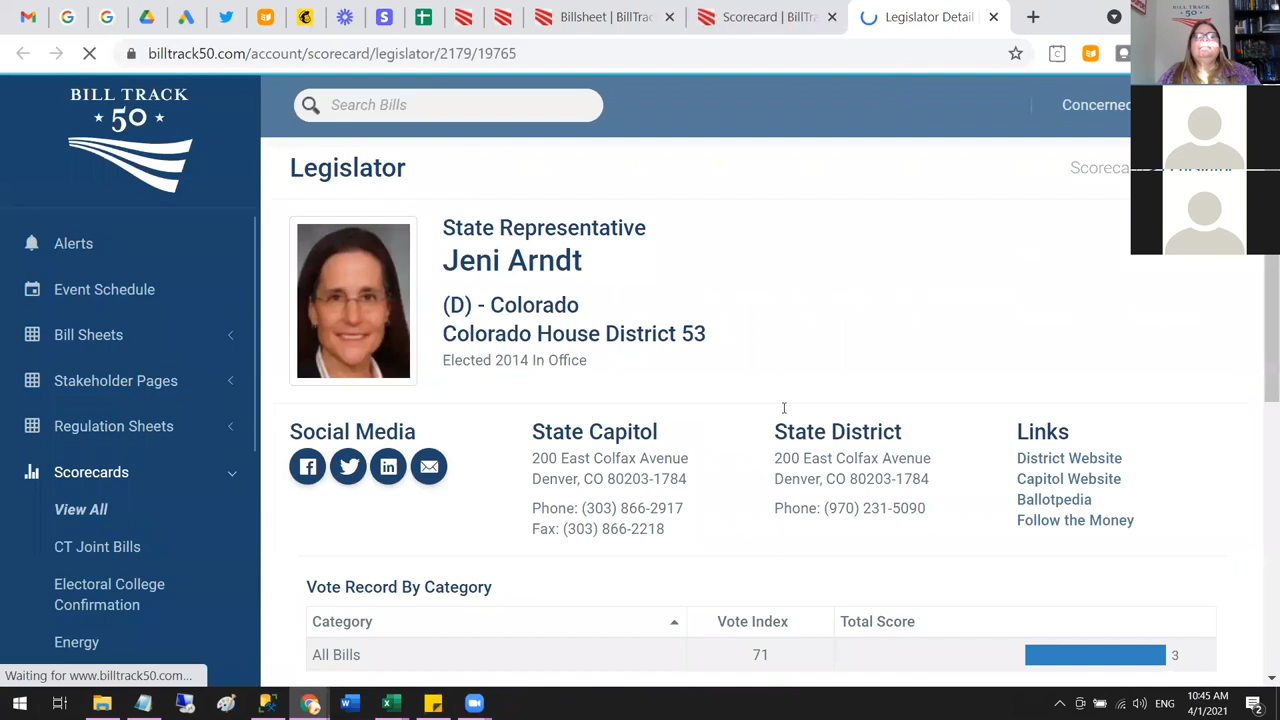 Billsheet | BillTra
Scorecard | BillTr
Legislator Detail
billtrack50.com/account/scorecard/legislator/2179/19765
BILL TRACK
50
Search Bills
Concerned
Legislator
State Representative
Jeni Arndt
(D) - Colorado
Colorado House District 53
Elected 2014 In Office
Alerts
Event Schedule
Bill Sheets
Stakeholder Pages
Regulation Sheets
Scorecards
View All
CT Joint Bills
Electoral College
Confirmation
Energy
Social Media
State Capitol
200 East Colfax Avenue
Denver, CO 80203-1784
Phone: (303) 866-2917
Fax: (303) 866-2218
State District
200 East Colfax Avenue
Denver, CO 80203-1784
Phone: (970) 231-5090
Links
District Website
Capitol Website
Ballotpedia
Follow the Money
Vote Record By Category
Category Vote Index Total Score
All Bills 71 3
Waiting for www.billtrack50.com...
ENG
10:45 AM
4/1/2021
2